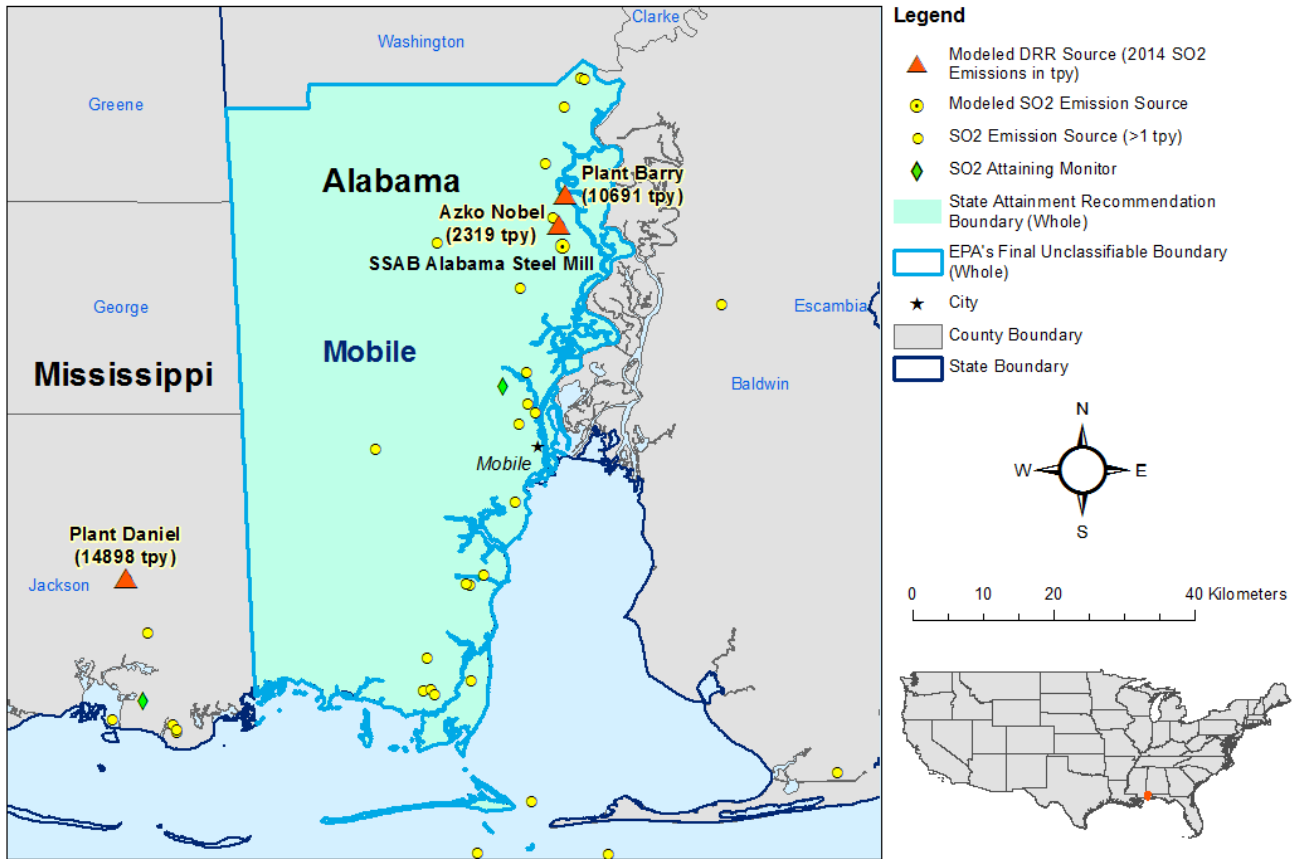 Clarke
Washington
Greene
Alabama
Plant Barry
(10691 tpy)
Azko Nobel
(2319 tpy)
SSAB Alabama Steel Mill
George
Escambia
Mississippi
Mobile
Baldwin
Mobile
Plant Daniel
(14898 tpy)
Jackson
Legend
Modeled DRR Source (2014 SO2
Emissions in tpy)
Modeled SO2 Emission Source
SO2 Emission Source (>1 tpy)
SO2 Attaining Monitor
State Attainment Recommendation
Boundary (Whole)
EPA's Final Unclassifiable Boundary
(Whole)
City
County Boundary
State Boundary
N
W E
S
0 10 20 40 Kilometers